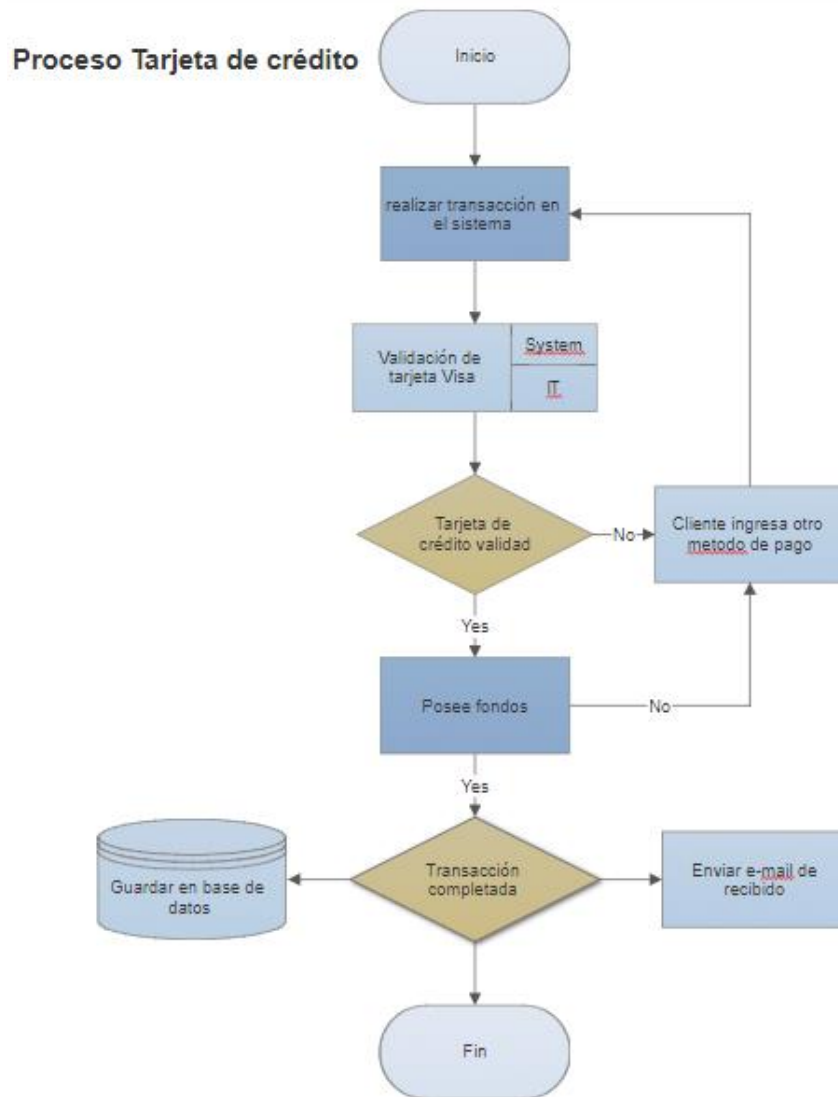 Proceso Tarjeta de crédito
Inicio
realizar transacción en
el sistema
Validación de
tarjeta Visa
System
IT
Tarjeta de
crédito validad
No
Cliente ingresa otro
metodo de pago
Yes
Posee fondos
No
Yes
Guardar en base de
datos
Transacción
completada
Enviar e-mail de
recibido
Fin